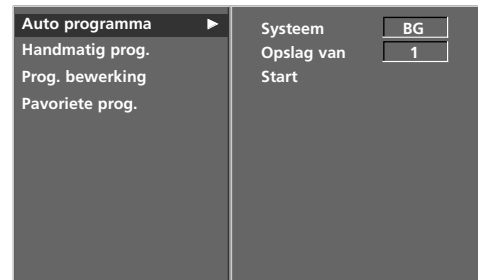 Auto programma ▶
Handmatig prog.
Prog. bewerking
Pavoriete prog.
Systeem BG
Opslag van 1
Start